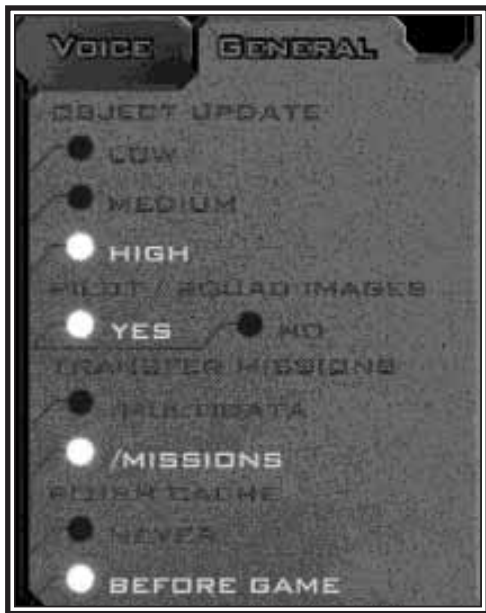 VOICE GENERAL
OBJECT UPDATE
LOW
MEDIUM
HIGH
PILOT / SQUAD IMAGES
YES NO
TRANSFER MISSIONS
/MULTIDATA
/MISSIONS
FLUSH CACHE
NEVER
BEFORE GAME